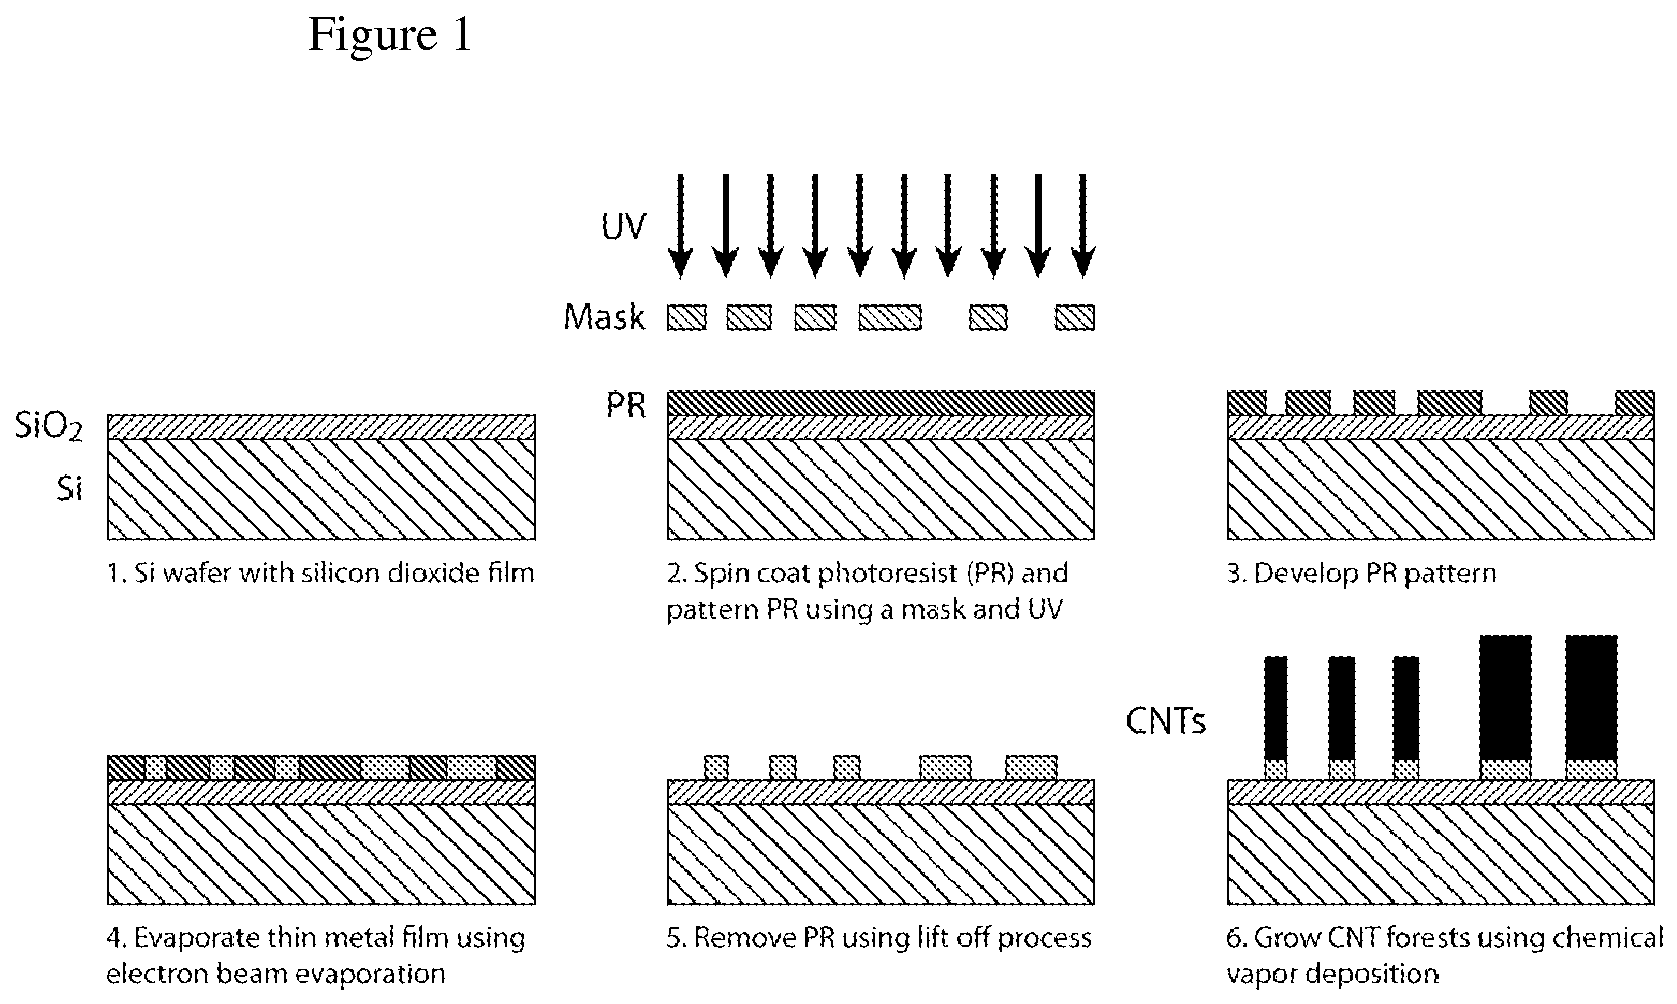 Figure 1
UV
Mask
PR
SiO₂
Si
1. Si wafer with silicon dioxide film
2. Spin coat photoresist (PR) and
pattern PR using a mask and UV
3. Develop PR pattern
CNTs
4. Evaporate thin metal film using
electron beam evaporation
5. Remove PR using lift off process
6. Grow CNT forests using chemical
vapor deposition